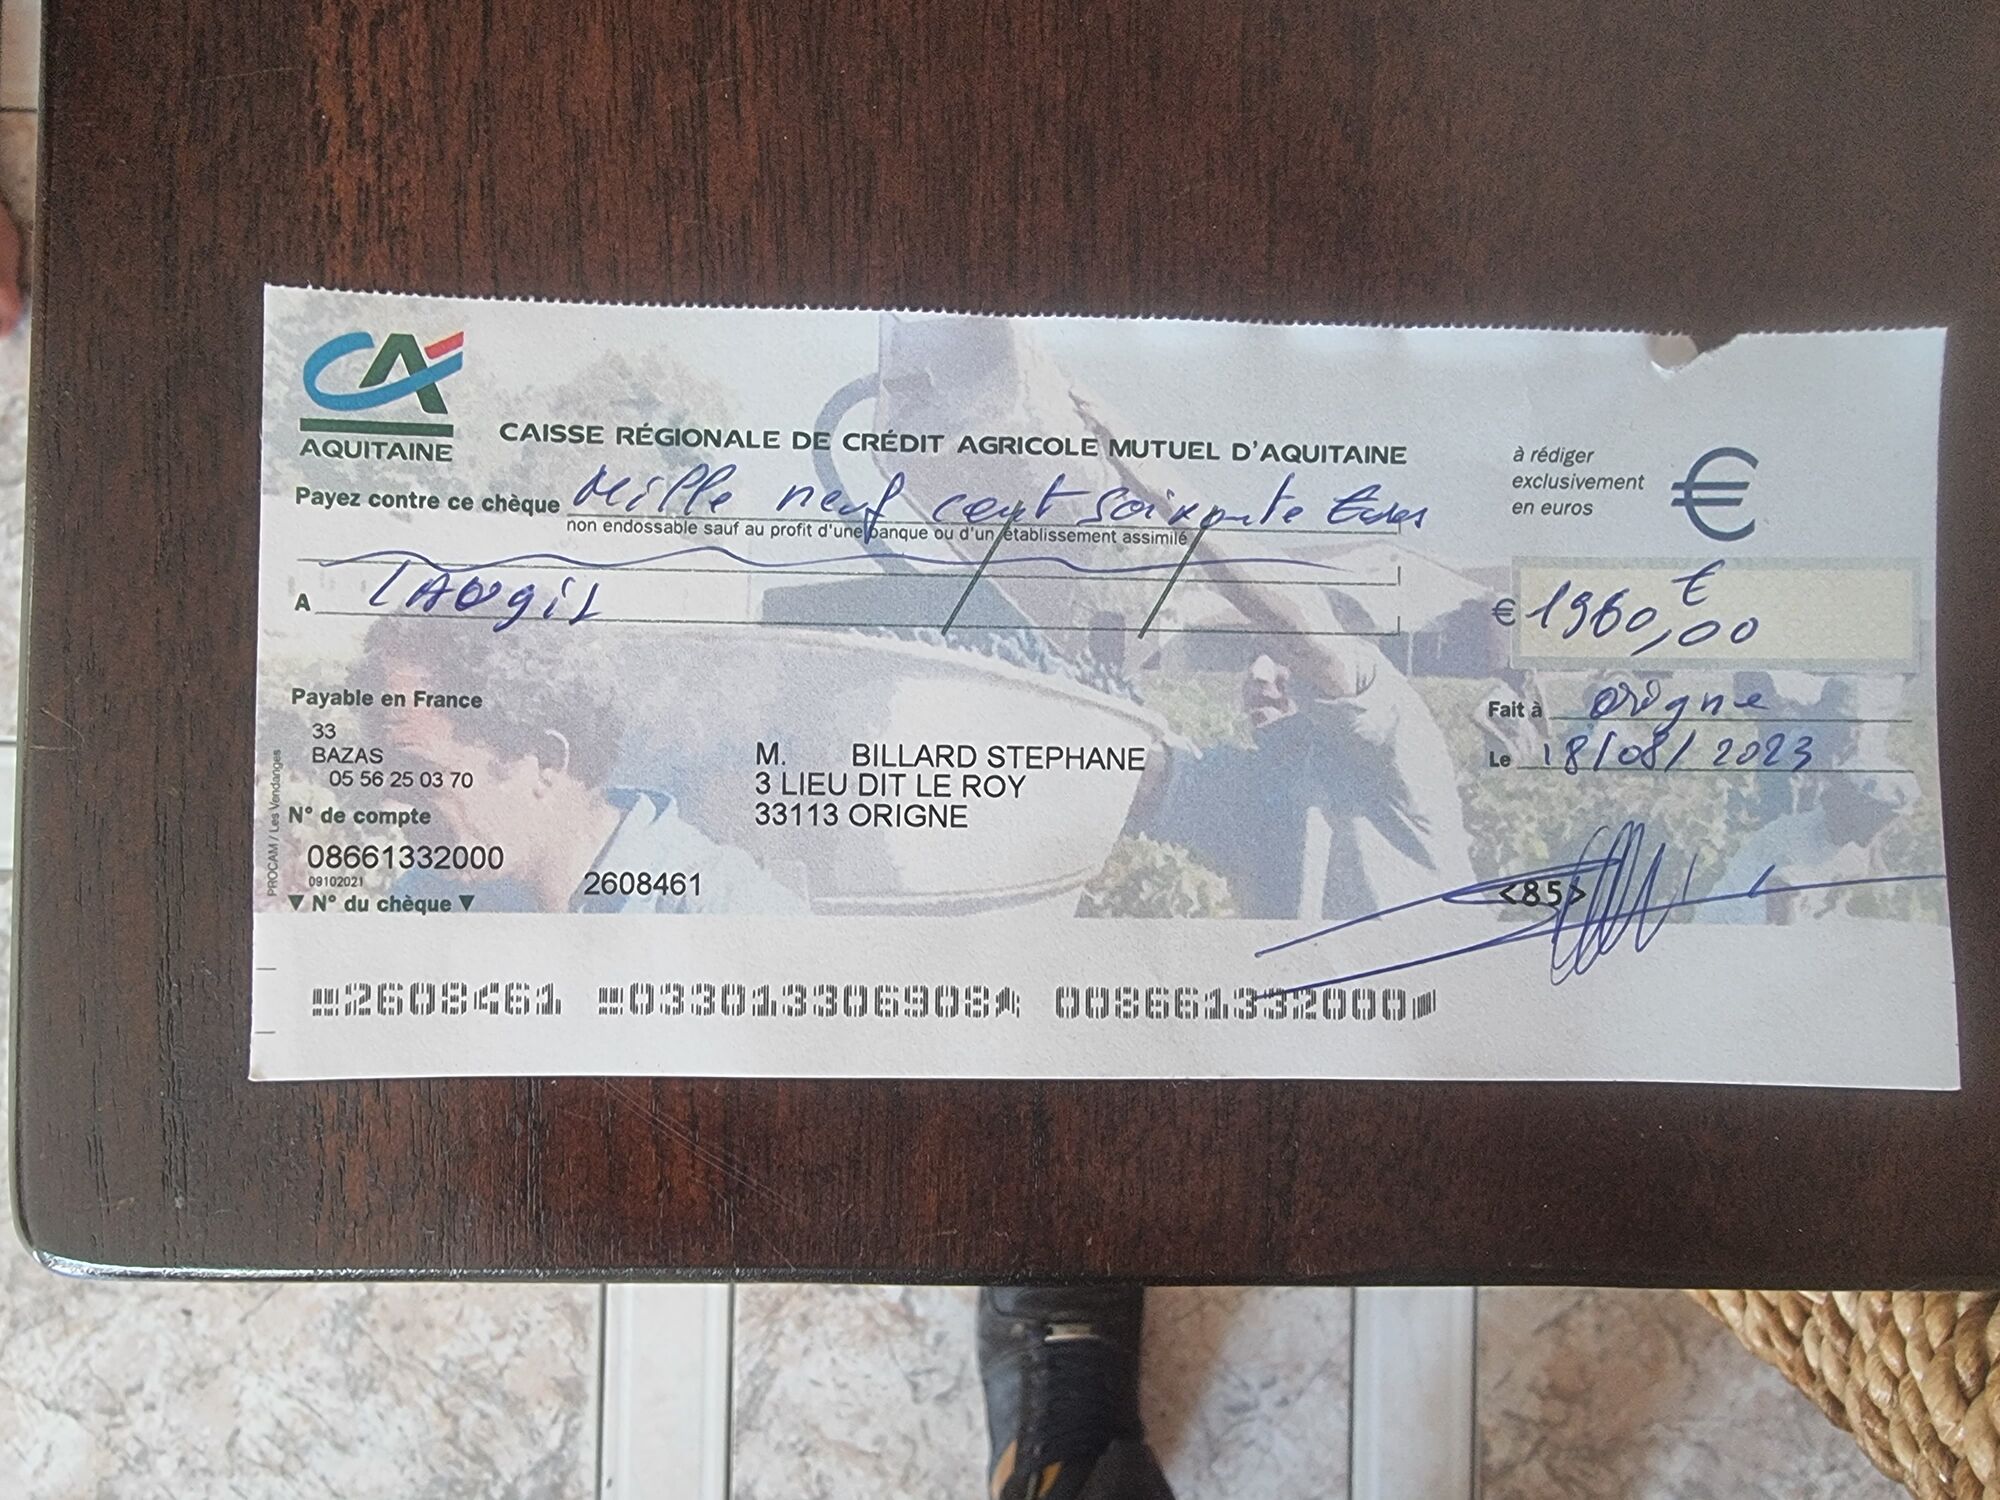 CA
AQUITAINE
CAISSE RÉGIONALE DE CRÉDIT AGRICOLE MUTUEL D'AQUITAINE
à rédiger
exclusivement
en euros
€
Payez contre ce chèque Mille neuf cent soixante Euros
non endossable sauf au profit d'une banque ou d'un établissement assimilé
A
€ 1960,00 €
Payable en France
33
BAZAS
05 56 25 03 70
Fait à Origne
Le 18/08/2023
M. BILLARD STEPHANE
3 LIEU DIT LE ROY
33113 ORIGNE
PROCAM / Les Vendanges
N° de compte
08661332000
09102021
N° du chèque
2608461
<85>
2608461 033013306908 008661332000